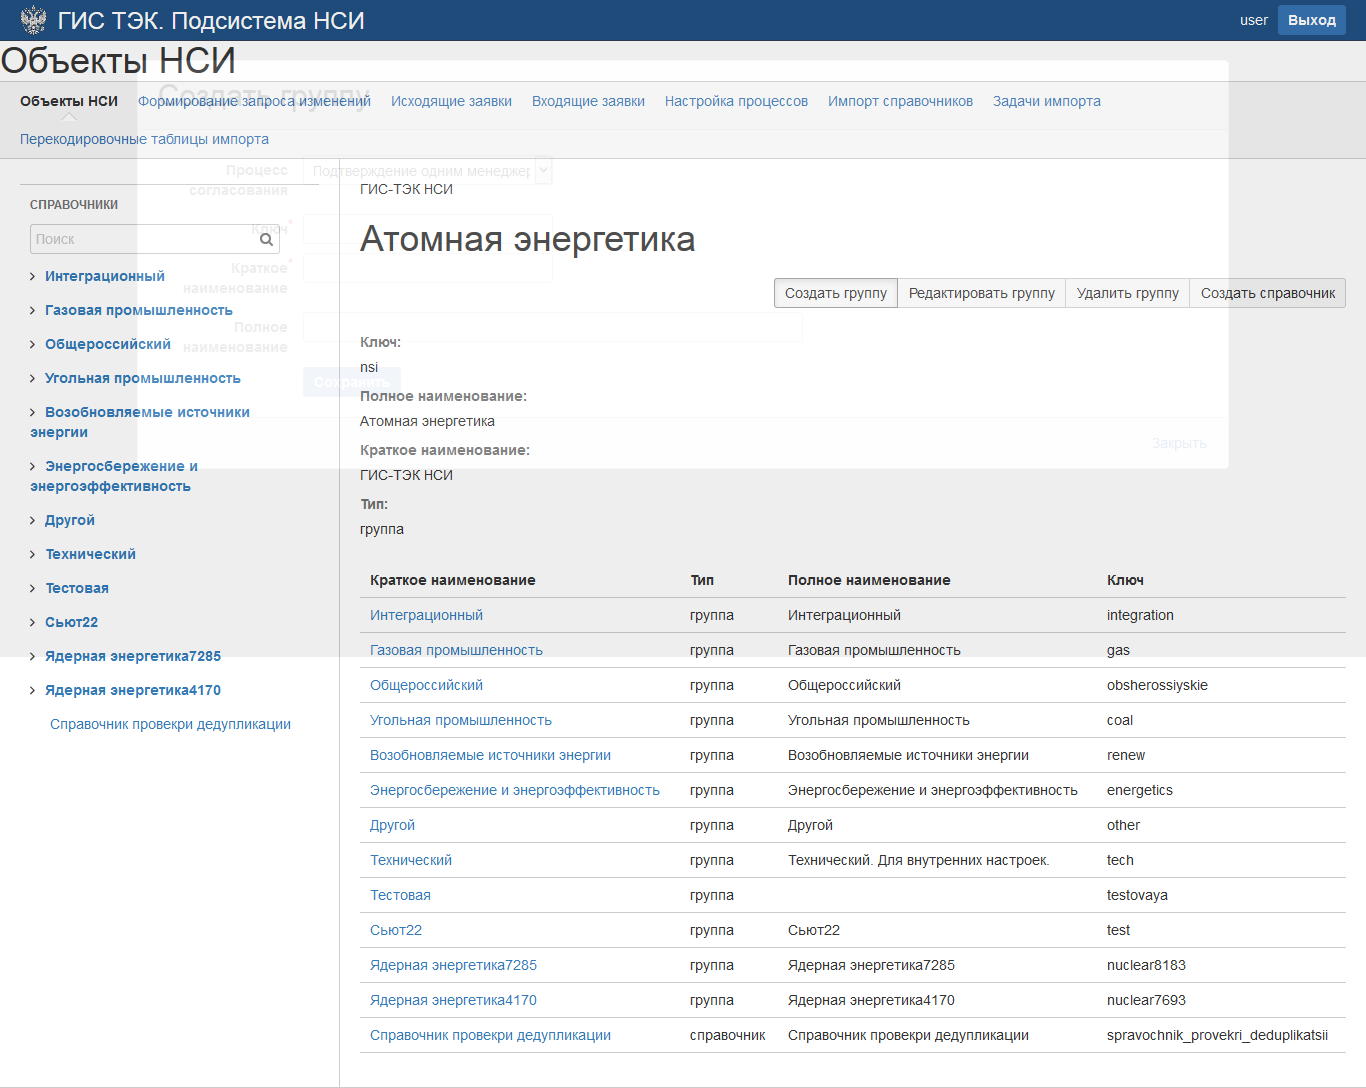 ГИС ТЭК. Подсистема НСИ
user
Выход
Объекты НСИ
Создать группу
Объекты НСИ
Формирование запроса изменений
Исходящие заявки
Входящие заявки
Настройка процессов
Импорт справочников
Задачи импорта
Перекодировочные таблицы импорта
СПРАВОЧНИКИ
Поиск
Интеграционный
Газовая промышленность
Общероссийский
Угольная промышленность
Возобновляемые источники
энергии
Энергосбережение и
энергоэффективность
Другой
Технический
Тестовая
Сьют22
Ядерная энергетика7285
Ядерная энергетика4170
Справочник провекри дедупликации
Процесс
согласования
Подтверждение одним менеджер
Ключ*
Краткое*
наименование
Полное
наименование
Сохранить
Закрыть
ГИС-ТЭК НСИ
Атомная энергетика
Создать группу
Редактировать группу
Удалить группу
Создать справочник
Ключ:
nsi
Полное наименование:
Атомная энергетика
Краткое наименование:
ГИС-ТЭК НСИ
Тип:
группа
Краткое наименование Тип Полное наименование Ключ
Интеграционный группа Интеграционный integration
Газовая промышленность группа Газовая промышленность gas
Общероссийский группа Общероссийский obsherossiyskie
Угольная промышленность группа Угольная промышленность coal
Возобновляемые источники энергии группа Возобновляемые источники энергии renew
Энергосбережение и энергоэффективность группа Энергосбережение и энергоэффективность energetics
Другой группа Другой other
Технический группа Технический. Для внутренних настроек. tech
Тестовая группа testovaya
Сьют22 группа Сьют22 test
Ядерная энергетика7285 группа Ядерная энергетика7285 nuclear8183
Ядерная энергетика4170 группа Ядерная энергетика4170 nuclear7693
Справочник провекри дедупликации справочник Справочник провекри дедупликации spravochnik_provekri_deduplikatsii